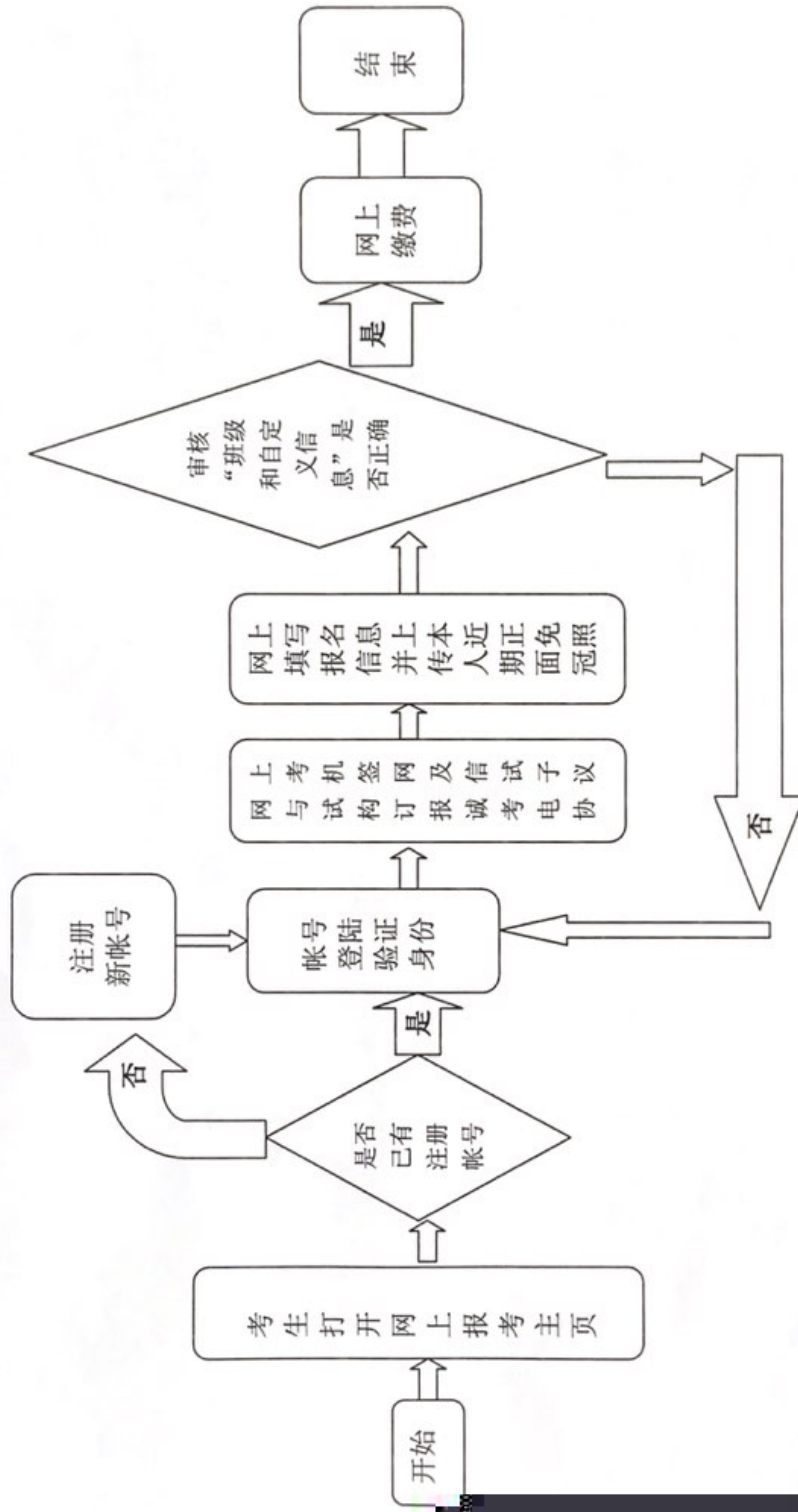 开始
考生打开网上报考主页
是否
已有
注册
帐号
否
注册
新帐号
是
帐号
登陆
验证
身份
网上
与考
试机
构签
订网
报及
诚信
考试
电子
协议
网上
填写
报名
信息
并上
传本
人近
期正
面免
冠照
审核
“班级
和自定
义信
息”是
否正确
否
是
网上
缴费
结
束